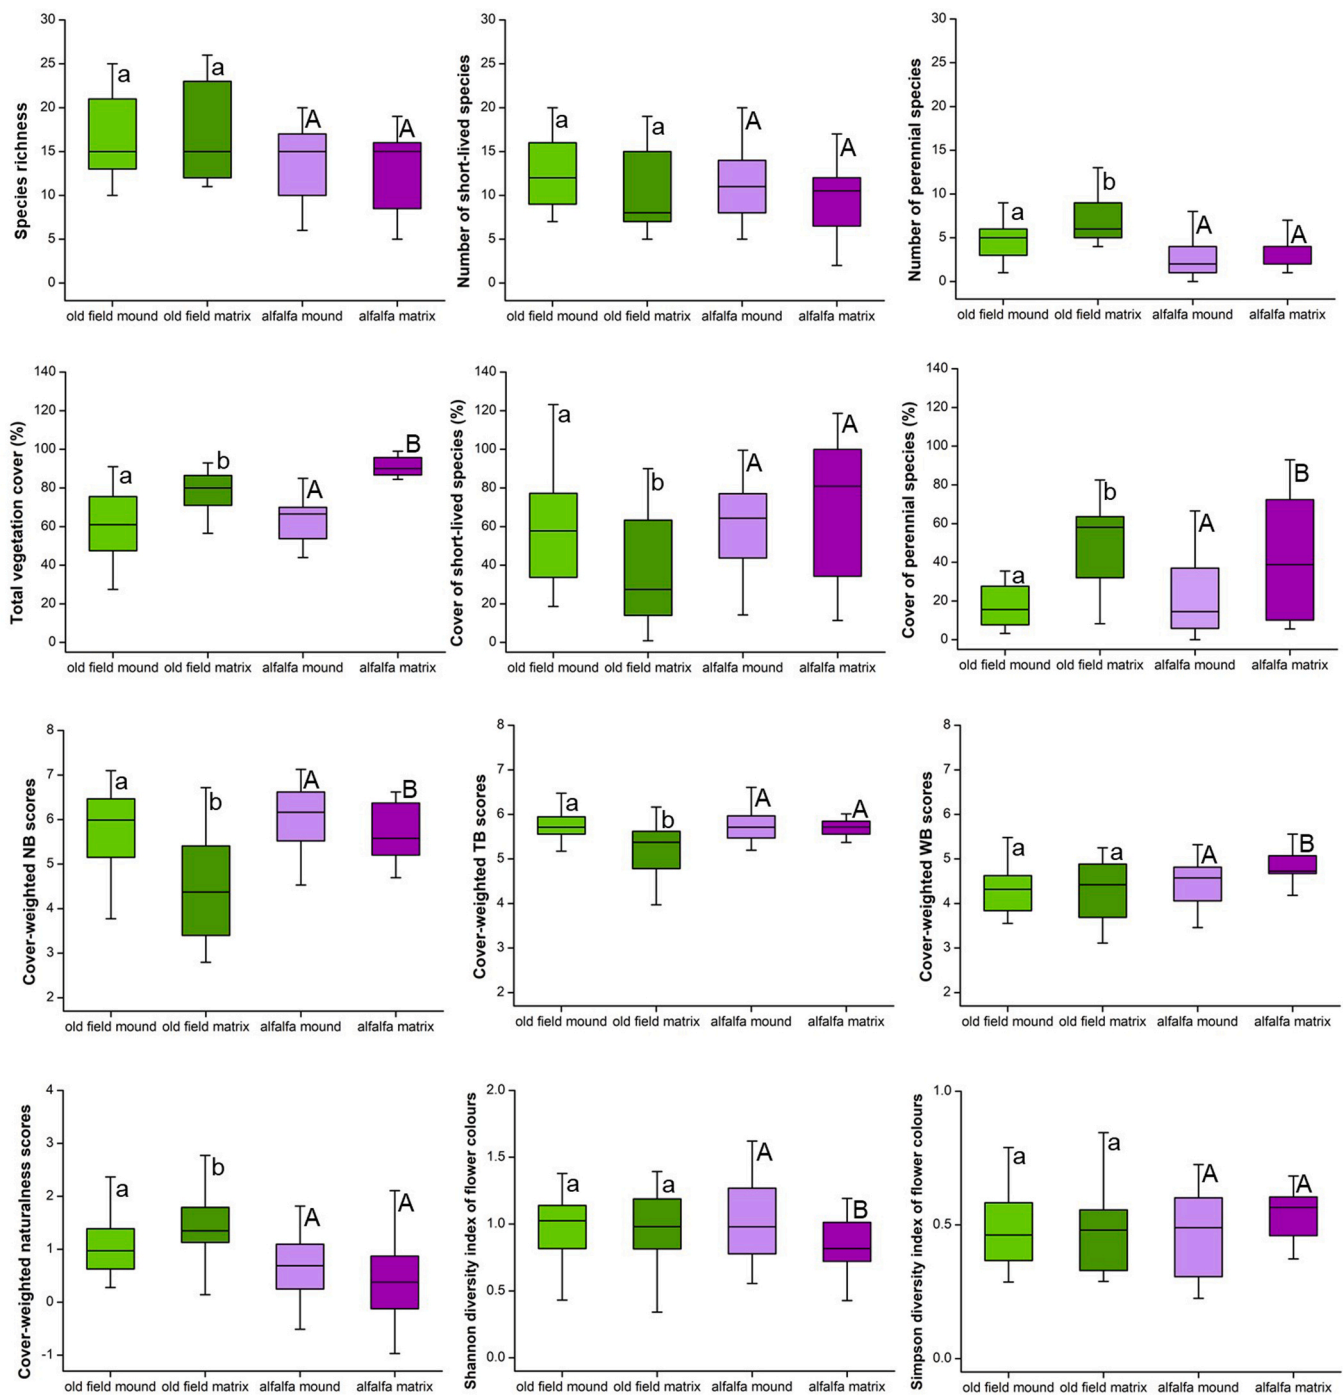 Species richness
30
25
20
15
10
5
0
a
a
A
A
old field mound old field matrix alfalfa mound alfalfa matrix
Number of short-lived species
30
25
20
15
10
5
0
a
a
A
A
old field mound old field matrix alfalfa mound alfalfa matrix
Number of perennial species
30
25
20
15
10
5
0
a
b
A
A
old field mound old field matrix alfalfa mound alfalfa matrix
Total vegetation cover (%)
140
120
100
80
60
40
20
0
a
b
A
B
old field mound old field matrix alfalfa mound alfalfa matrix
Cover of short-lived species (%)
140
120
100
80
60
40
20
0
a
b
A
A
old field mound old field matrix alfalfa mound alfalfa matrix
Cover of perennial species (%)
140
120
100
80
60
40
20
0
a
b
A
B
old field mound old field matrix alfalfa mound alfalfa matrix
Cover-weighted NB scores
8
7
6
5
4
3
2
a
b
A
B
old field mound old field matrix alfalfa mound alfalfa matrix
Cover-weighted TB scores
8
7
6
5
4
3
2
a
b
A
A
old field mound old field matrix alfalfa mound alfalfa matrix
Cover-weighted WB scores
8
7
6
5
4
3
2
a
a
A
B
old field mound old field matrix alfalfa mound alfalfa matrix
Cover-weighted naturalness scores
4
3
2
1
0
-1
a
b
A
A
old field mound old field matrix alfalfa mound alfalfa matrix
Shannon diversity index of flower colours
2.0
1.5
1.0
0.5
0.0
a
a
A
B
old field mound old field matrix alfalfa mound alfalfa matrix
Simpson diversity index of flower colours
1.0
0.5
0.0
a
a
A
A
old field mound old field matrix alfalfa mound alfalfa matrix